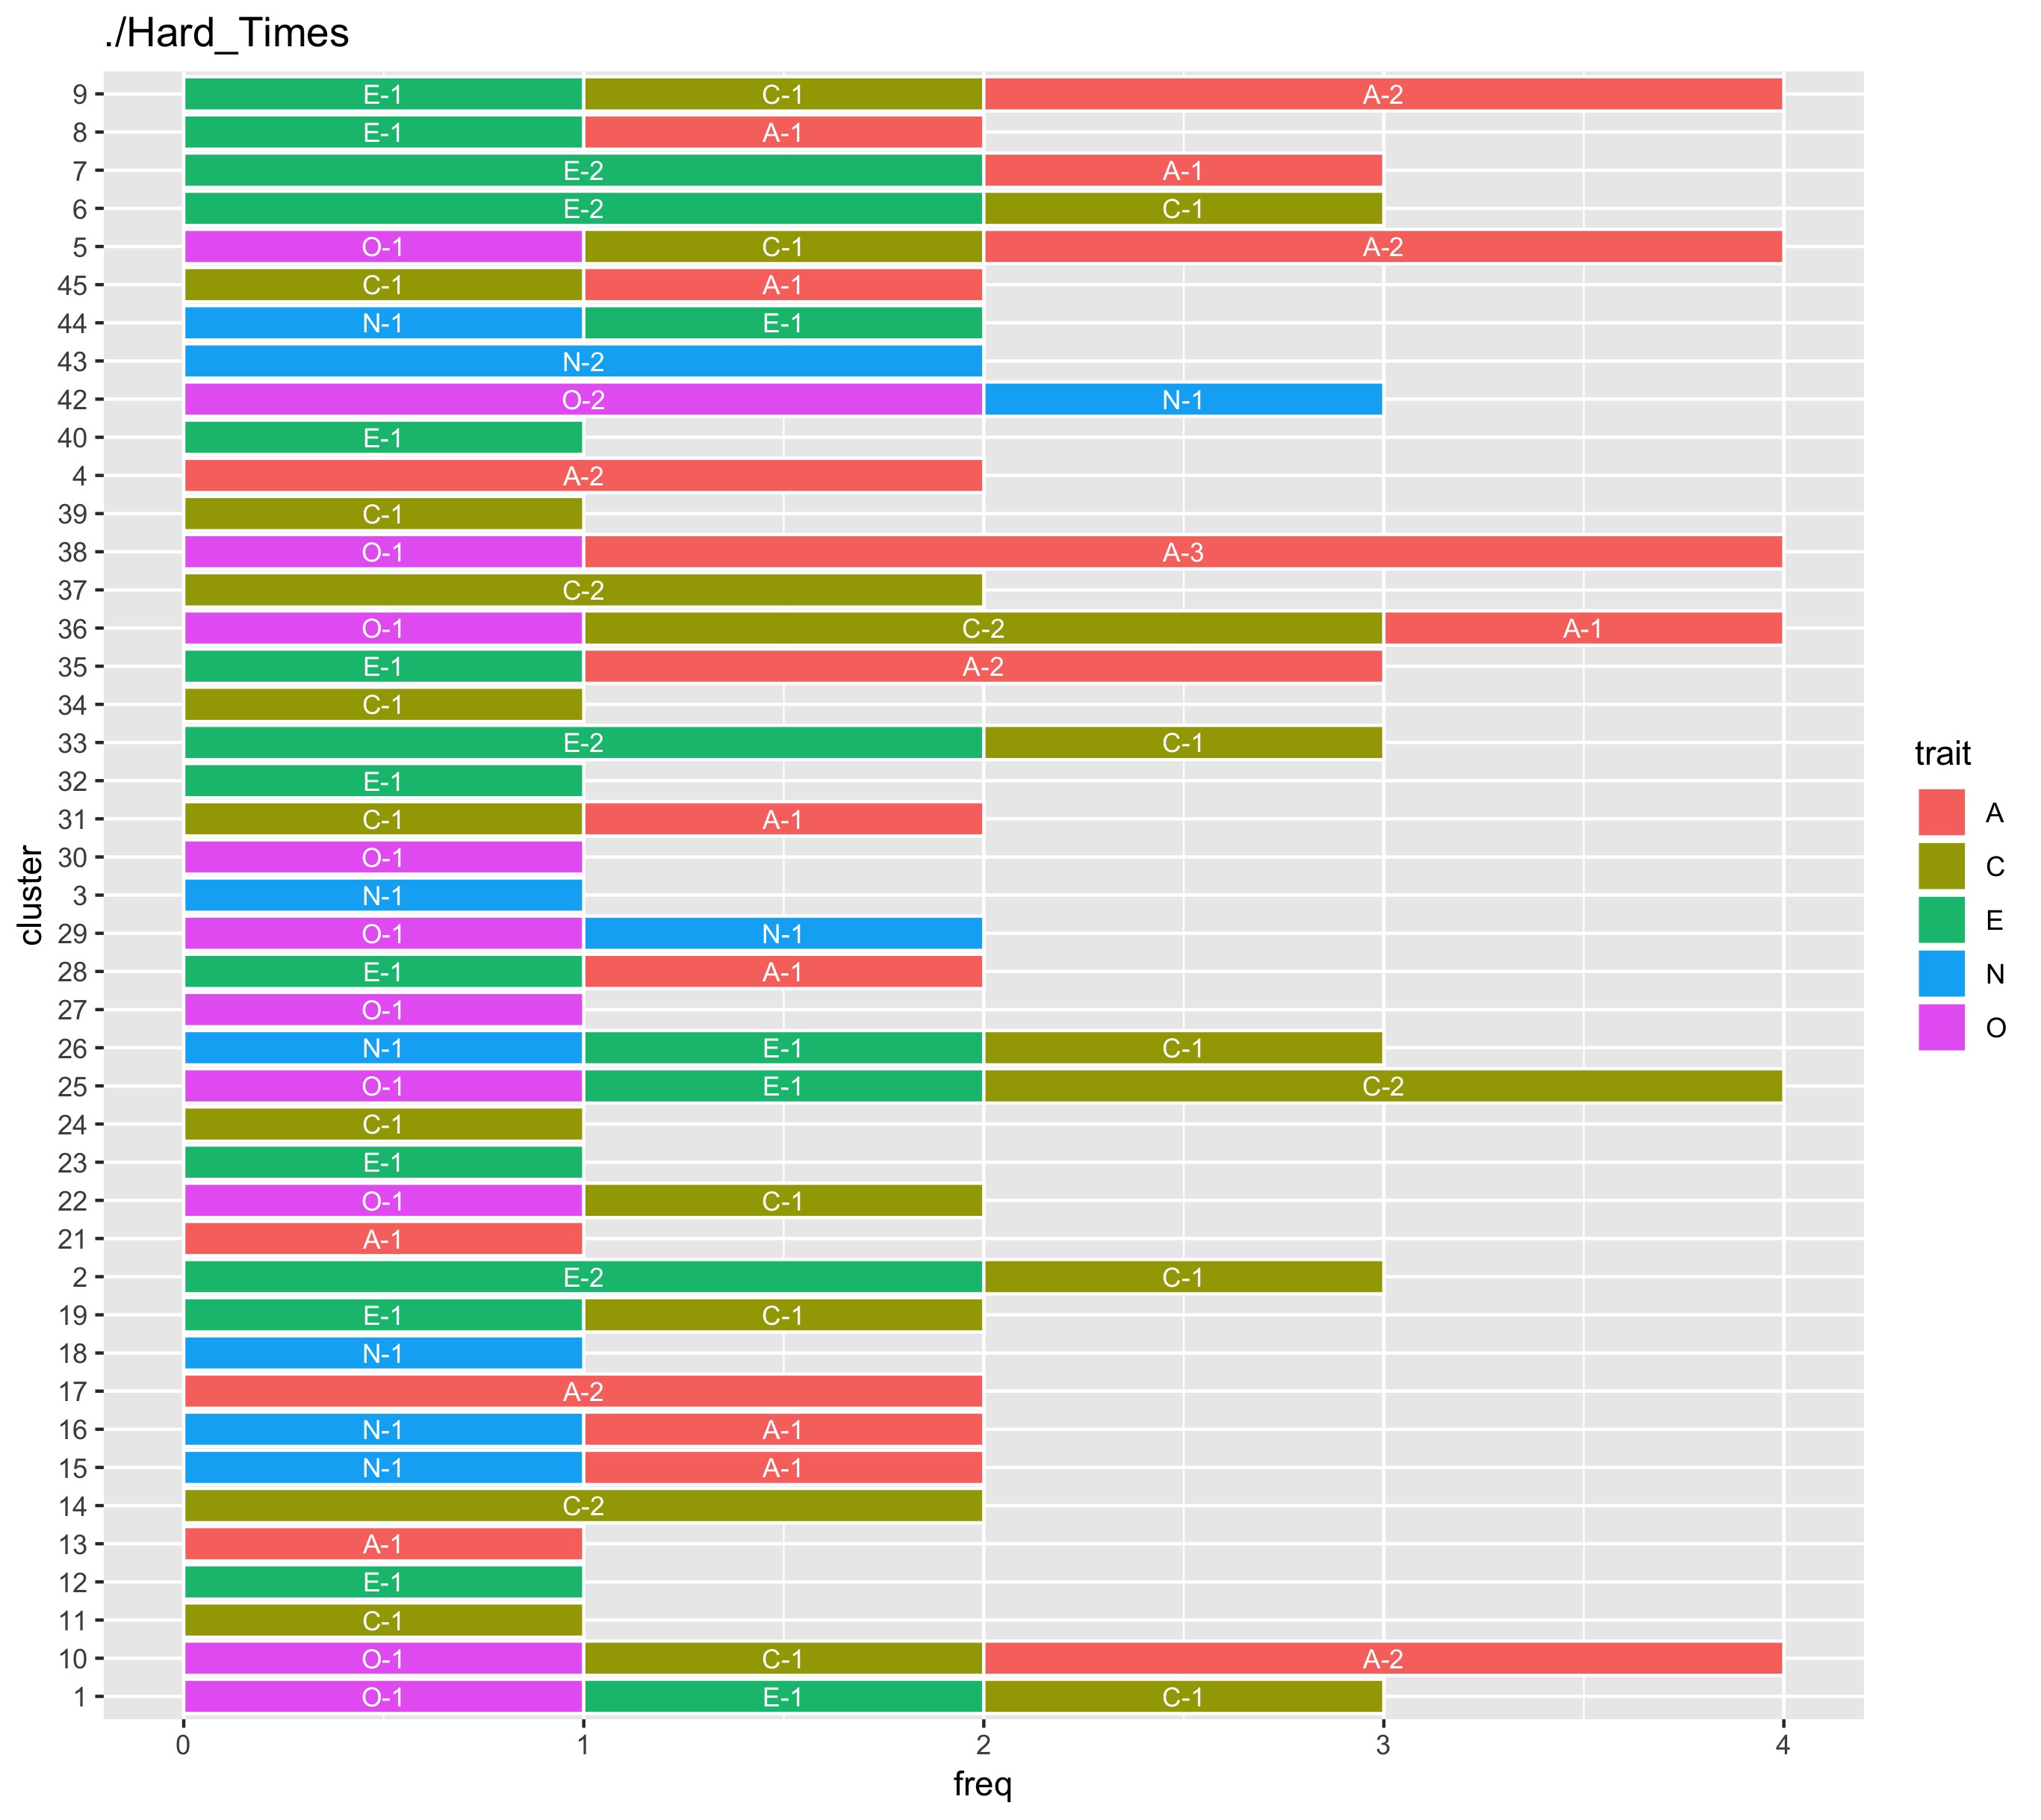 ./Hard_Times
9 E-1 C-1 A-2
8 E-1 A-1
7 E-2 A-1
6 E-2 C-1
5 O-1 C-1 A-2
45 C-1 A-1
44 N-1 E-1
43 N-2
42 O-2 N-1
40 E-1
4 A-2
39 C-1
38 O-1 A-3
37 C-2
36 O-1 C-2 A-1
35 E-1 A-2
34 C-1
33 E-2 C-1
32 E-1
31 C-1 A-1
30 O-1
3 N-1
29 O-1 N-1
28 E-1 A-1
27 O-1
26 N-1 E-1 C-1
25 O-1 E-1 C-2
24 C-1
23 E-1
22 O-1 C-1
21 A-1
2 E-2 C-1
19 E-1 C-1
18 N-1
17 A-2
16 N-1 A-1
15 N-1 A-1
14 C-2
13 A-1
12 E-1
11 C-1
10 O-1 C-1 A-2
1 O-1 E-1 C-1
0 1 2 3 4
freq
cluster
trait
A
C
E
N
O